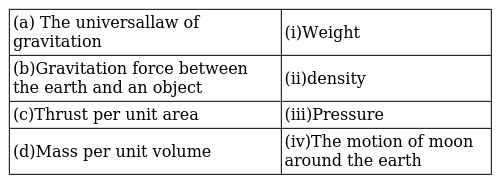 (a) The universallaw of
gravitation
(i)Weight
(b)Gravitation force between
the earth and an object
(ii)density
(c)Thrust per unit area
(iii)Pressure
(d)Mass per unit volume
(iv)The motion of moon
around the earth